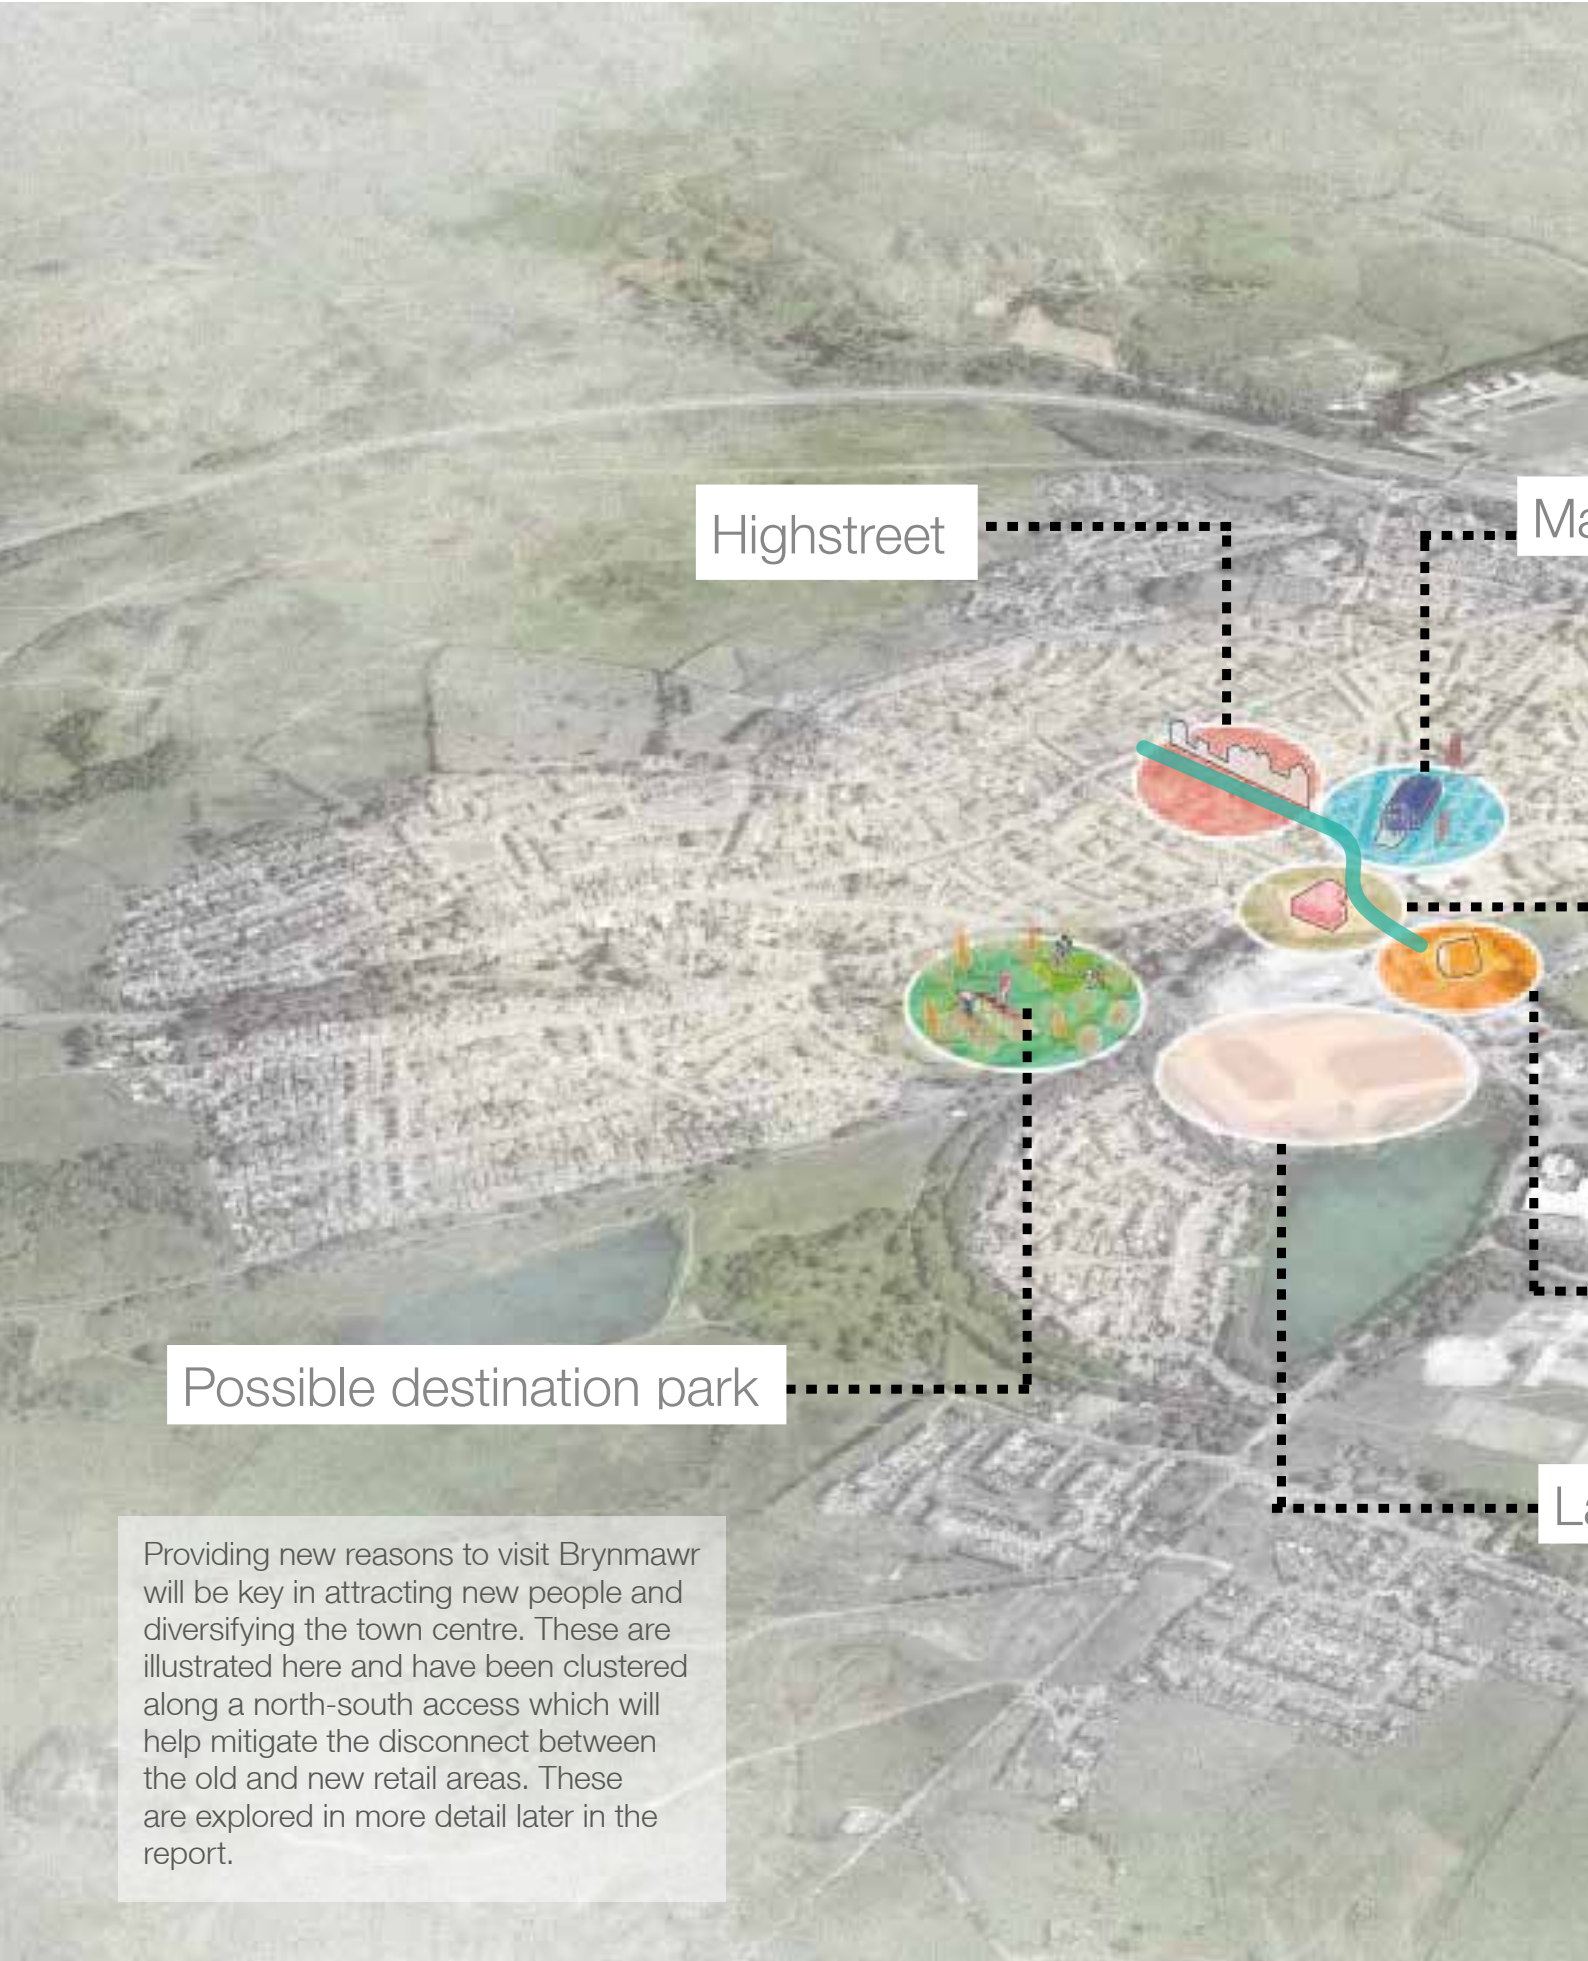 Highstreet
Ma
Possible destination park
La
Providing new reasons to visit Brynmawr
will be key in attracting new people and
diversifying the town centre. These are
illustrated here and have been clustered
along a north-south access which will
help mitigate the disconnect between
the old and new retail areas. These
are explored in more detail later in the
report.